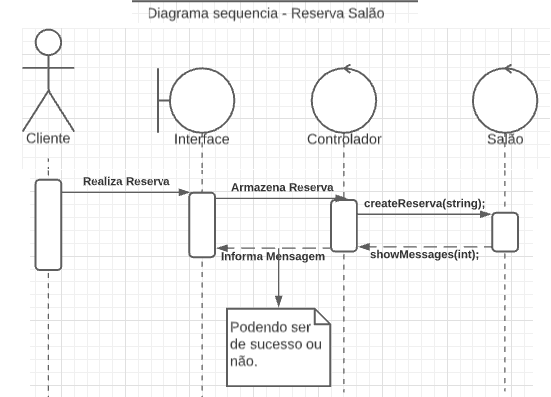 Diagrama sequencia - Reserva Salão
Cliente
Interface
Controlador
Salão
Realiza Reserva
Armazena Reserva
createReserva(string);
Informa Mensagem
showMessages(int);
Podendo ser
de sucesso ou
não.